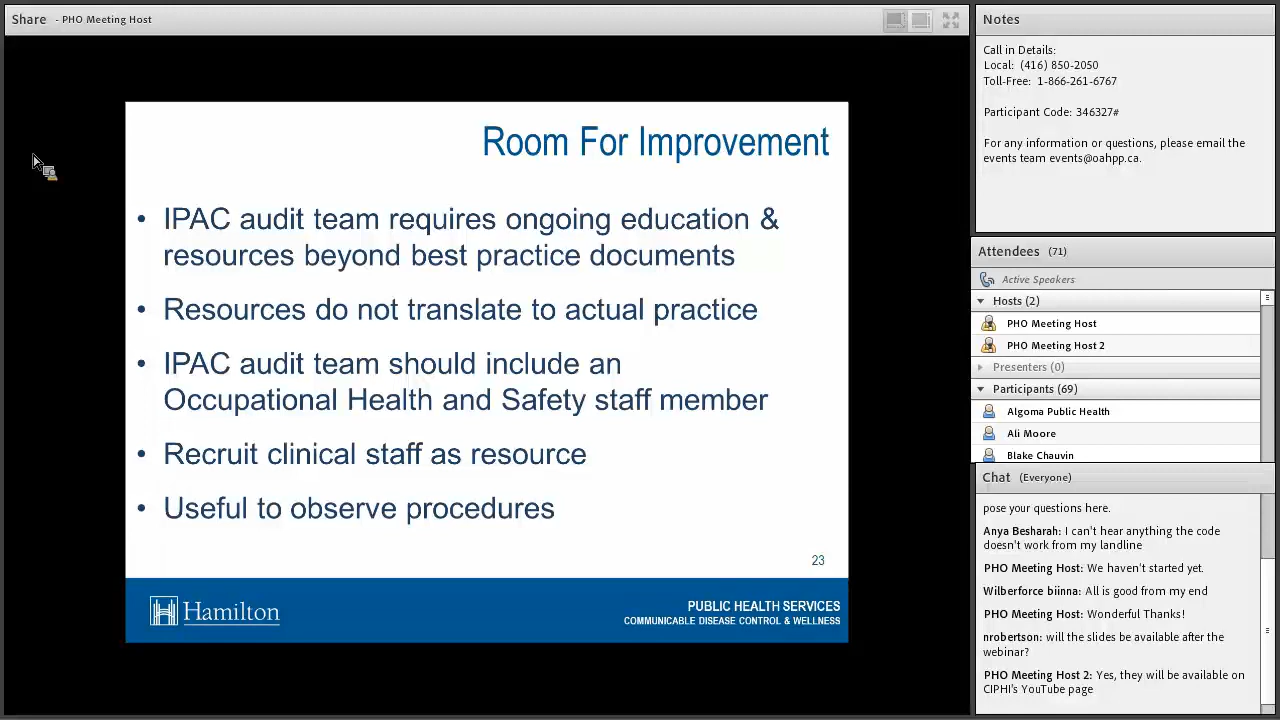 Share - PHO Meeting Host
Room For Improvement
• IPAC audit team requires ongoing education &
resources beyond best practice documents
• Resources do not translate to actual practice
• IPAC audit team should include an
Occupational Health and Safety staff member
• Recruit clinical staff as resource
• Useful to observe procedures
23
Hamilton
PUBLIC HEALTH SERVICES
COMMUNICABLE DISEASE CONTROL & WELLNESS
Notes
Call in Details:
Local: (416) 850-2050
Toll-Free: 1-866-261-6767
Participant Code: 346327#
For any information or questions, please email the
events team events@oahpp.ca.
Attendees (71)
Active Speakers
Hosts (2)
PHO Meeting Host
PHO Meeting Host 2
Presenters (0)
Participants (69)
Algoma Public Health
Ali Moore
Blake Chauvin
Chat (Everyone)
pose your questions here.
Anya Besharah: I can't hear anything the code
doesn't work from my landline
PHO Meeting Host: We haven't started yet.
Wilberforce biinna: All is good from my end
PHO Meeting Host: Wonderful Thanks!
nrobertson: will the slides be available after the
webinar?
PHO Meeting Host 2: Yes, they will be available on
CIPHI's YouTube page